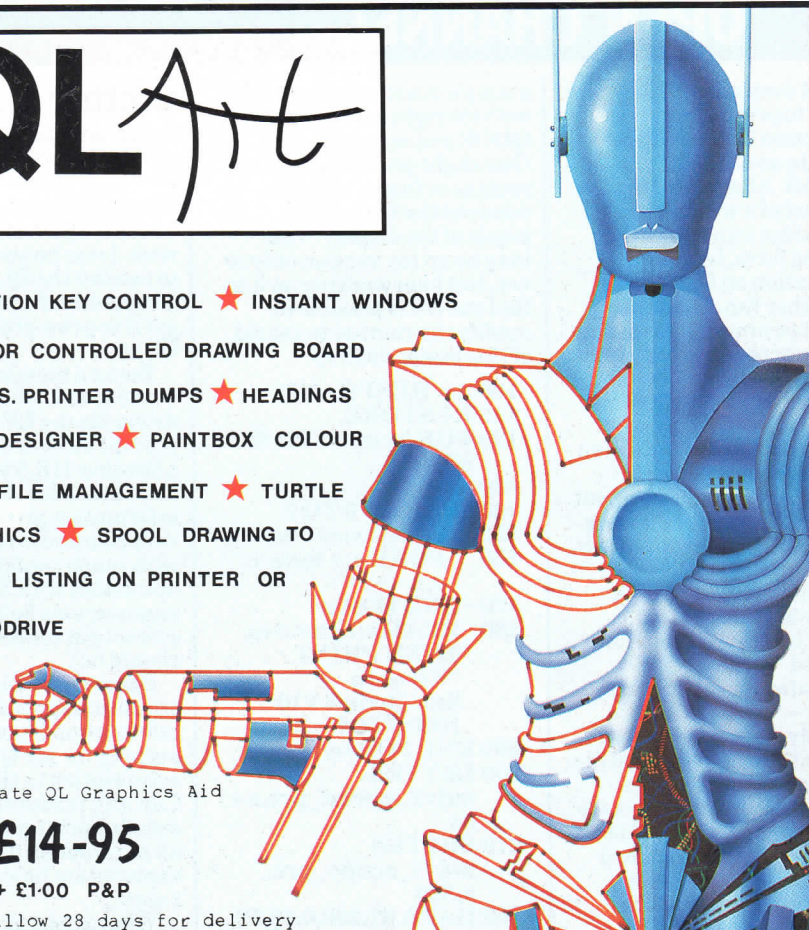 QL Art
TION KEY CONTROL ★ INSTANT WINDOWS
OR CONTROLLED DRAWING BOARD
S. PRINTER DUMPS ★ HEADINGS
DESIGNER ★ PAINTBOX COLOUR
FILE MANAGEMENT ★ TURTLE
HICS ★ SPOOL DRAWING TO
LISTING ON PRINTER OR
DRIVE
ate QL Graphics Aid
£14-95
+ £1·00 P&P
llow 28 days for delivery